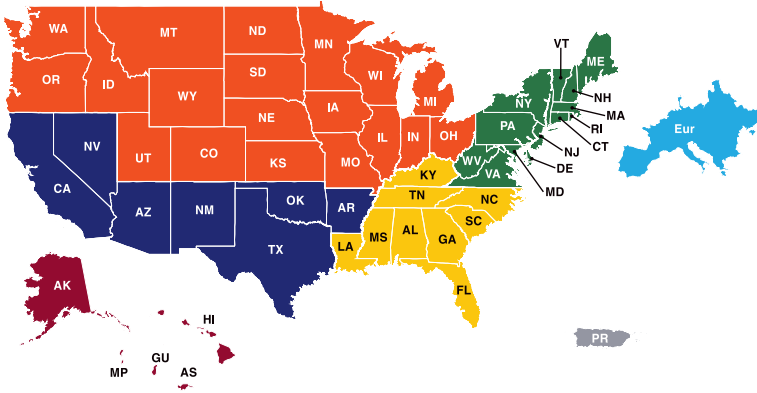 WA
MT
ND
MN
VT
ME
OR
ID
SD
WI
WY
MI
NY
NH
MA
IA
NE
PA
RI
Eur
NV
UT
CO
IL
IN
OH
CT
NJ
KS
MO
WV
DE
KY
VA
CA
MD
AZ
NM
OK
AR
TN
NC
SC
TX
LA
MS
AL
GA
AK
FL
HI
PR
GU
MP
AS